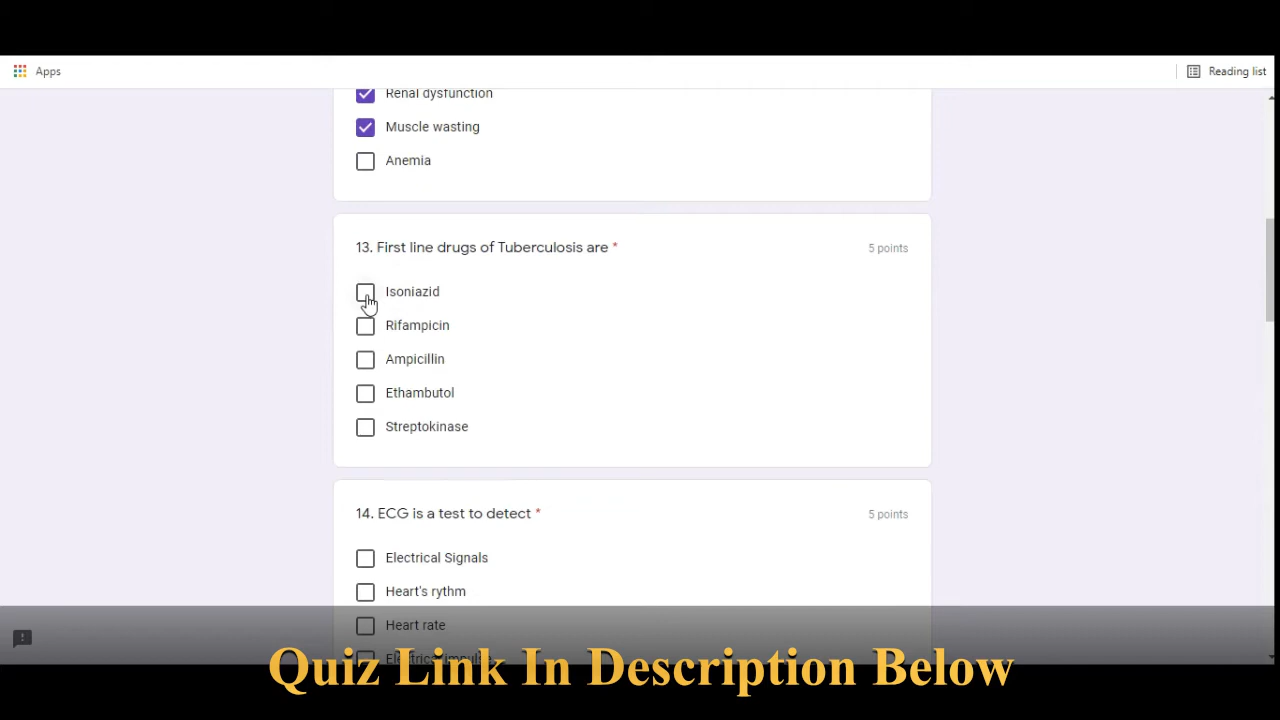 Apps
Reading list
Renal dysfunction
Muscle wasting
Anemia
13. First line drugs of Tuberculosis are *
5 points
Isoniazid
Rifampicin
Ampicillin
Ethambutol
Streptokinase
14. ECG is a test to detect *
5 points
Electrical Signals
Heart's rythm
Heart rate
Electrical impulse
Quiz Link In Description Below